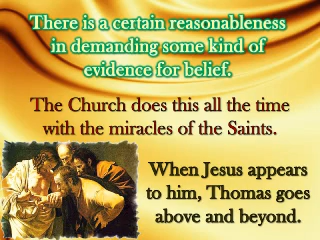 There is a certain reasonableness
in demanding some kind of
evidence for belief.
The Church does this all the time
with the miracles of the Saints.
When Jesus appears
to him, Thomas goes
above and beyond.